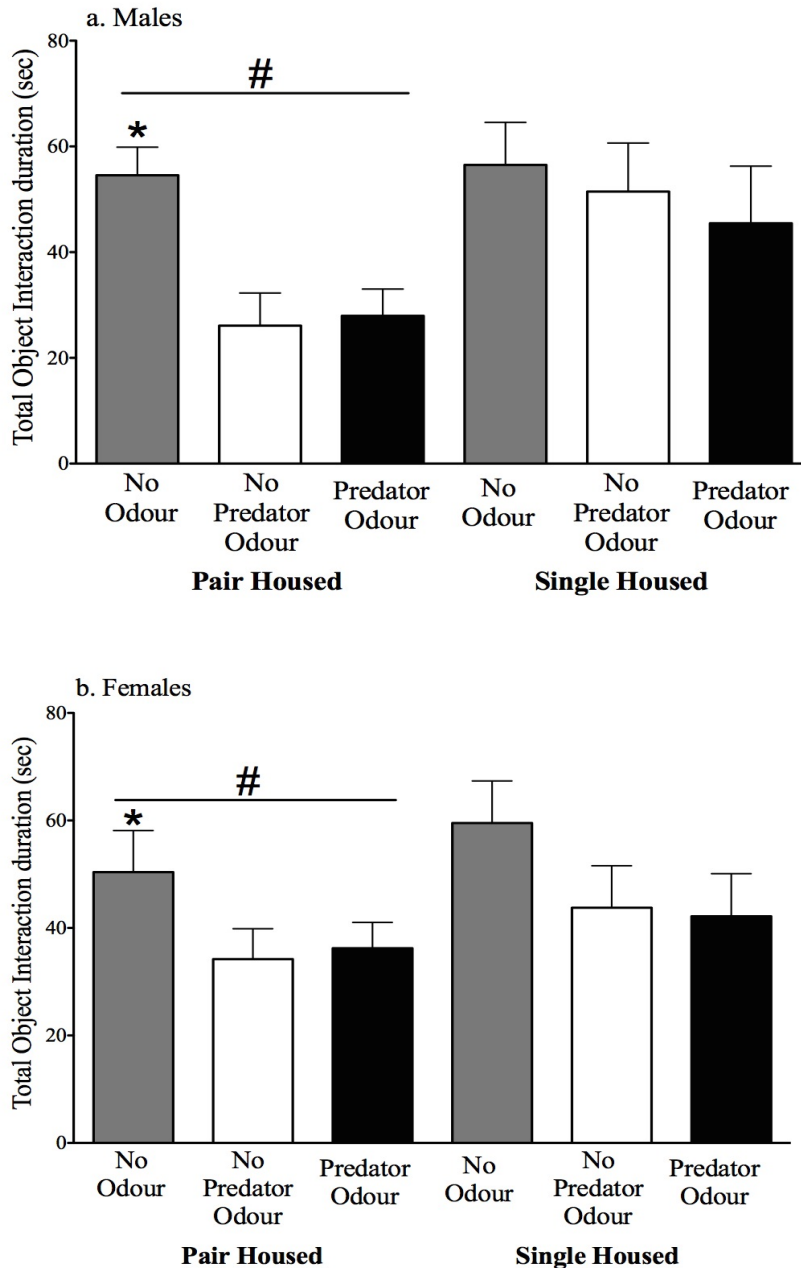 a. Males
Total Object Interaction duration (sec)
80
60
40
20
0
#
*
No Odour
No Predator Odour
Predator Odour
No Odour
No Predator Odour
Predator Odour
Pair Housed
Single Housed
b. Females
Total Object Interaction duration (sec)
80
60
40
20
0
#
*
No Odour
No Predator Odour
Predator Odour
No Odour
No Predator Odour
Predator Odour
Pair Housed
Single Housed